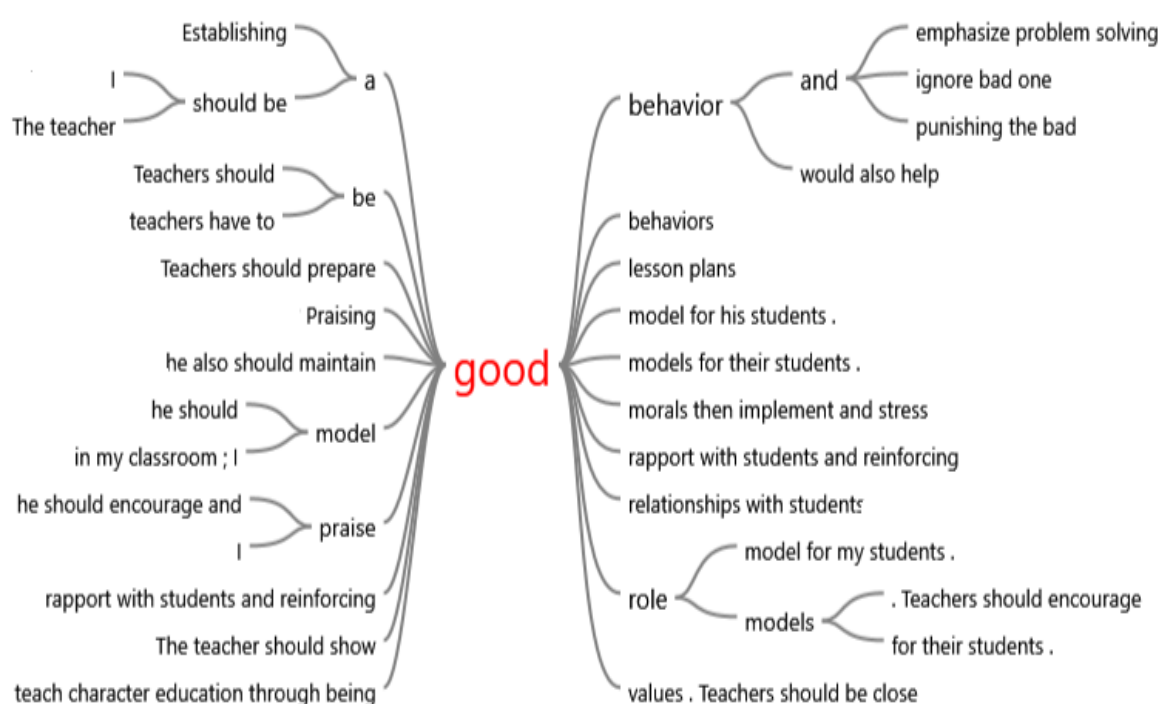 Establishing
I
should be
a
The teacher
Teachers should
be
teachers have to
Teachers should prepare
Praising
he also should maintain
he should
model
in my classroom ; I
he should encourage and
praise
I
rapport with students and reinforcing
The teacher should show
teach character education through being
good
behavior
and
emphasize problem solving
ignore bad one
punishing the bad
would also help
behaviors
lesson plans
model for his students .
models for their students .
morals then implement and stress
rapport with students and reinforcing
relationships with students
role
model for my students .
models
. Teachers should encourage
for their students .
values . Teachers should be close